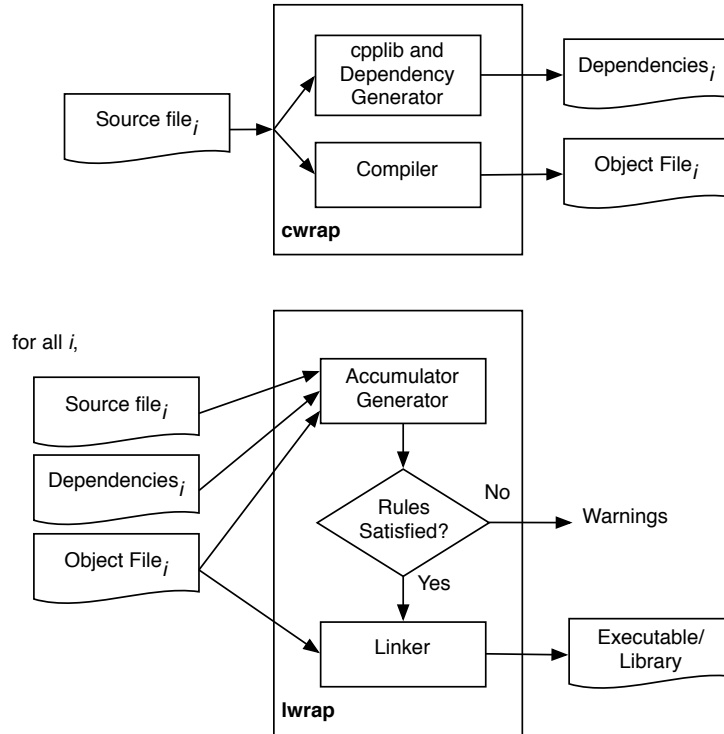 cpplib and
Dependency
Generator
Dependencies i
Source file i
Compiler
Object File i
cwrap
for all i,
Source file i
Accumulator
Generator
Dependencies i
Rules
Satisfied?
No
Warnings
Object File i
Yes
Linker
Executable/
Library
lwrap